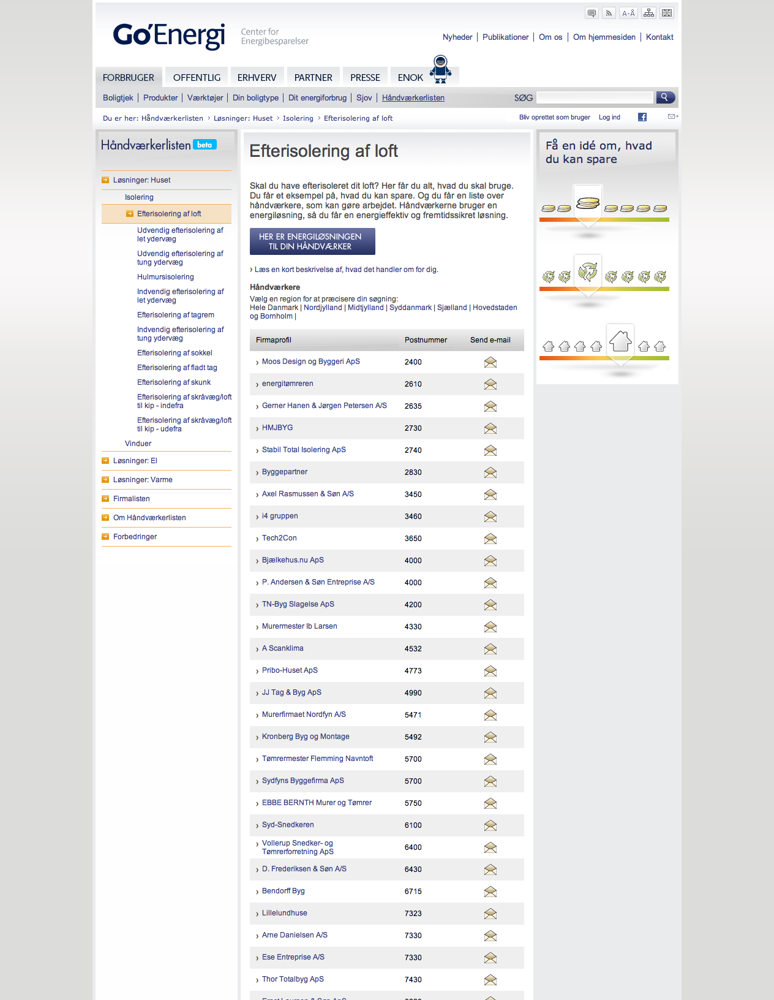 A-Å
Go'Energi
Center for
Energibesparelser
Nyheder | Publikationer | Om os | Om hjemmesiden | Kontakt
FORBRUGER OFFENTLIG ERHVERV PARTNER PRESSE ENOK
Boligtjek | Produkter | Værktøjer | Din boligtype | Dit energiforbrug | Sjov | Håndværkerlisten SØG
Du er her: Håndværkerlisten › Løsninger: Huset › Isolering › Efterisolering af loft
Bliv oprettet som bruger Log ind
Håndværkerlisten beta
Løsninger: Huset
Isolering
Efterisolering af loft
Udvendig efterisolering af
let ydervæg
Udvendig efterisolering af
tung ydervæg
Hulmursisolering
Indvendig efterisolering af
let ydervæg
Efterisolering af tagrem
Indvendig efterisolering af
tung ydervæg
Efterisolering af sokkel
Efterisolering af fladt tag
Efterisolering af skunk
Efterisolering af skråvæg/loft
til kip - indefra
Efterisolering af skråvæg/loft
til kip - udefra
Vinduer
Løsninger: El
Løsninger: Varme
Firmalisten
Om Håndværkerlisten
Forbedringer
Efterisolering af loft
Skal du have efterisoleret dit loft? Her får du alt, hvad du skal bruge.
Du får et eksempel på, hvad du kan spare. Og du får en liste over
håndværkere, som kan gøre arbejdet. Håndværkerne bruger en
energiløsning, så du får en energieffektiv og fremtidssikret løsning.
HER ER ENERGILØSNINGEN
TIL DIN HÅNDVÆRKER
› Læs en kort beskrivelse af, hvad det handler om for dig.
Håndværkere
Vælg en region for at præcisere din søgning:
Hele Danmark | Nordjylland | Midtjylland | Syddanmark | Sjælland | Hovedstaden
og Bornholm |
Firmaprofil Postnummer Send e-mail
› Moos Design og Byggeri ApS 2400
› energitømreren 2610
› Gerner Hanen & Jørgen Petersen A/S 2635
› HMJBYG 2730
› Stabil Total Isolering ApS 2740
› Byggepartner 2830
› Axel Rasmussen & Søn A/S 3450
› i4 gruppen 3460
› Tech2Con 3650
› Bjælkehus.nu ApS 4000
› P. Andersen & Søn Entreprise A/S 4000
› TN-Byg Slagelse ApS 4200
› Murermester Ib Larsen 4330
› A Scanklima 4532
› Pribo-Huset ApS 4773
› JJ Tag & Byg ApS 4990
› Murerfirmaet Nordfyn A/S 5471
› Kronberg Byg og Montage 5492
› Tømrermester Flemming Navntoft 5700
› Sydfyns Byggefirma ApS 5700
› EBBE BERNTH Murer og Tømrer 5750
› Syd-Snedkeren 6100
› Vollerup Snedker- og
Tømrerforretning ApS 6400
› D. Frederiksen & Søn A/S 6430
› Bendorff Byg 6715
› Lillelundhuse 7323
› Arne Danielsen A/S 7330
› Ese Entreprise A/S 7330
› Thor Totalbyg ApS 7430
Få en idé om, hvad
du kan spare